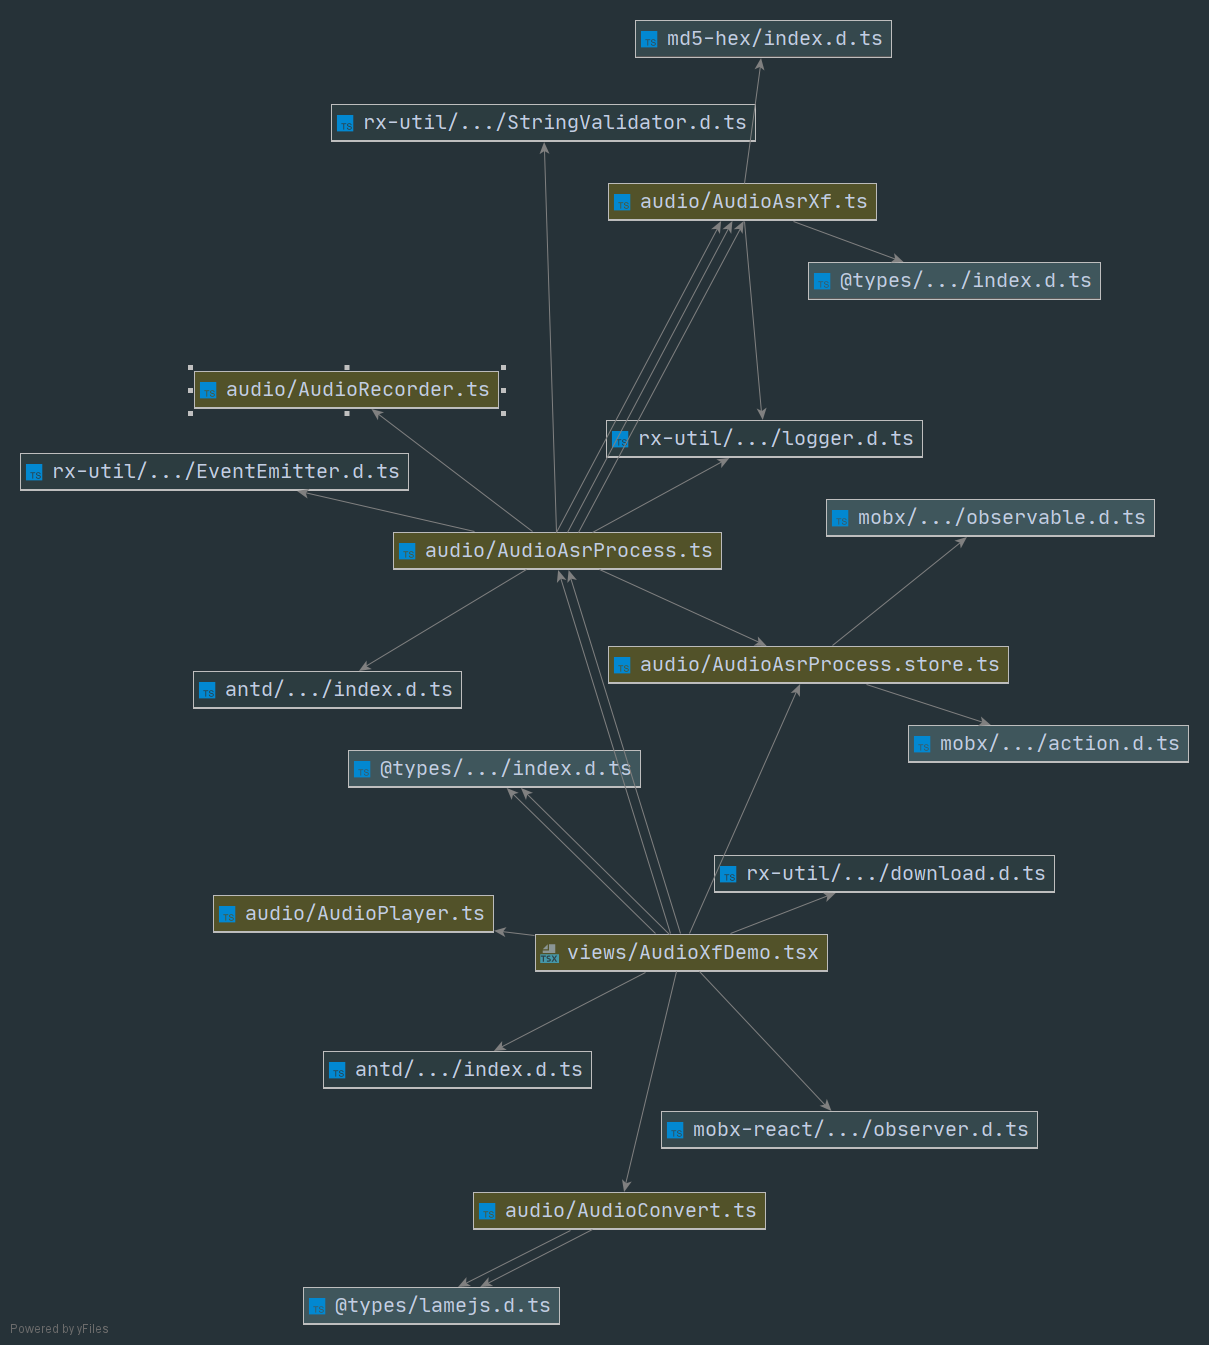 md5-hex/index.d.ts
rx-util/.../StringValidator.d.ts
audio/AudioAsrXf.ts
@types/.../index.d.ts
audio/AudioRecorder.ts
rx-util/.../logger.d.ts
rx-util/.../EventEmitter.d.ts
mobx/.../observable.d.ts
audio/AudioAsrProcess.ts
audio/AudioAsrProcess.store.ts
antd/.../index.d.ts
mobx/.../action.d.ts
@types/.../index.d.ts
rx-util/.../download.d.ts
audio/AudioPlayer.ts
TSX views/AudioXfDemo.tsx
antd/.../index.d.ts
mobx-react/.../observer.d.ts
audio/AudioConvert.ts
@types/lamejs.d.ts
Powered by yFiles